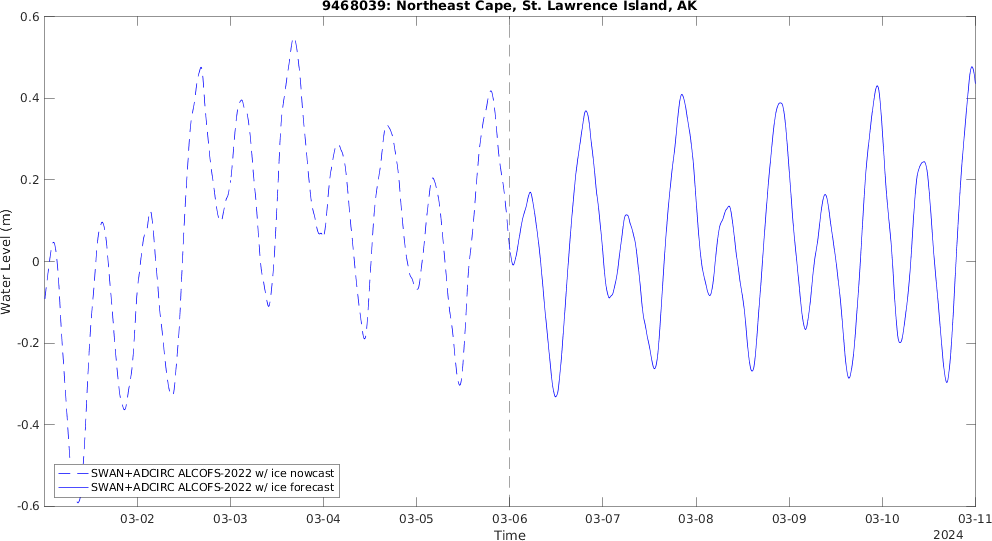 9468039: Northeast Cape, St. Lawrence Island, AK
0.6
0.4
0.2
0
-0.2
-0.4
-0.6
Water Level (m)
SWAN+ADCIRC ALCOFS-2022 w/ ice nowcast
SWAN+ADCIRC ALCOFS-2022 w/ ice forecast
03-02 03-03 03-04 03-05 03-06 03-07 03-08 03-09 03-10 03-11
Time
2024